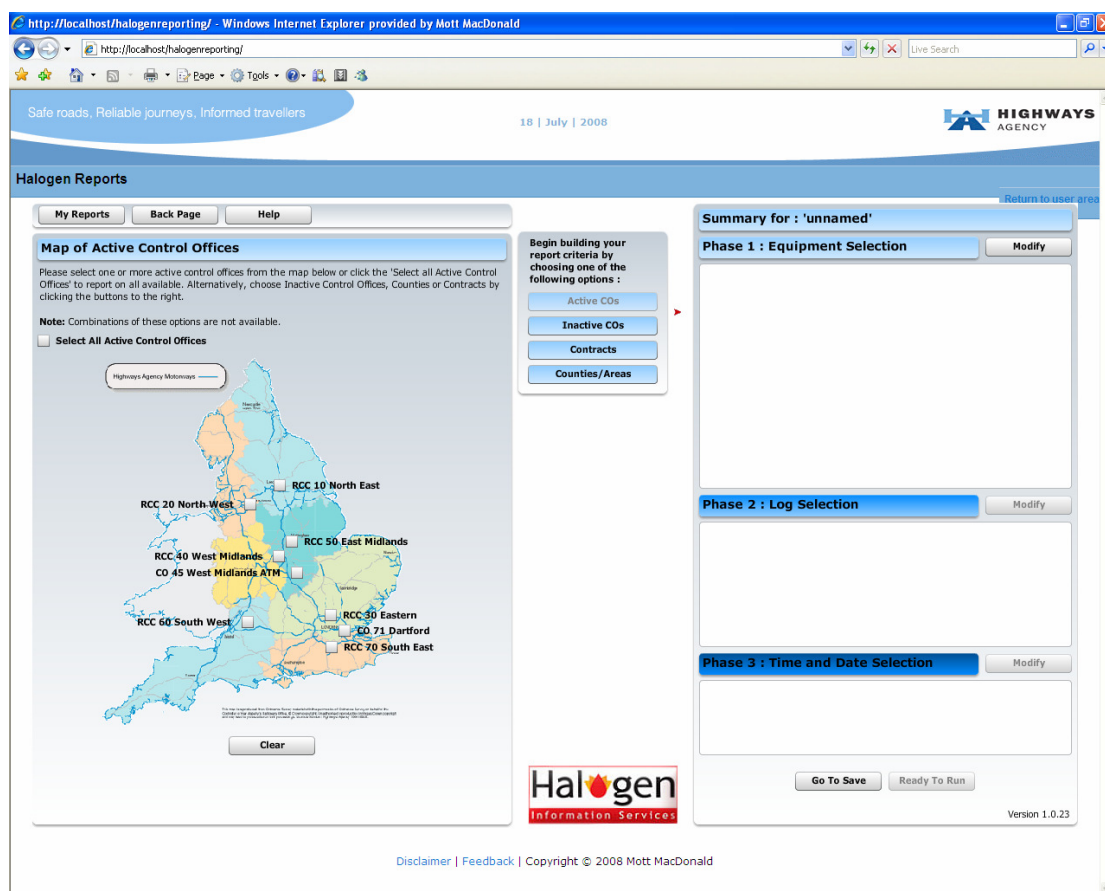 http://localhost/halogenreporting/ - Windows Internet Explorer provided by Mott MacDonald
http://localhost/halogenreporting/
Live Search
Page
Tools
Safe roads, Reliable journeys, Informed travellers
18 | July | 2008
HIGHWAYS
AGENCY
Halogen Reports
Return to user area
My Reports
Back Page
Help
Map of Active Control Offices
Please select one or more active control offices from the map below or click the 'Select all Active Control
Offices' to report on all available. Alternatively, choose Inactive Control Offices, Counties or Contracts by
clicking the buttons to the right.
Note: Combinations of these options are not available.
Select All Active Control Offices
Highways Agency Motorways
RCC 10 North East
RCC 20 North West
RCC 50 East Midlands
RCC 40 West Midlands
CO 45 West Midlands ATM
RCC 30 Eastern
RCC 60 South West
CO 71 Dartford
RCC 70 South East
Clear
Begin building your
report criteria by
choosing one of the
following options :
Active COs
Inactive COs
Contracts
Counties/Areas
Halogen
Information Services
Summary for : 'unnamed'
Phase 1 : Equipment Selection
Modify
Phase 2 : Log Selection
Modify
Phase 3 : Time and Date Selection
Modify
Go To Save
Ready To Run
Version 1.0.23
Disclaimer | Feedback | Copyright © 2008 Mott MacDonald